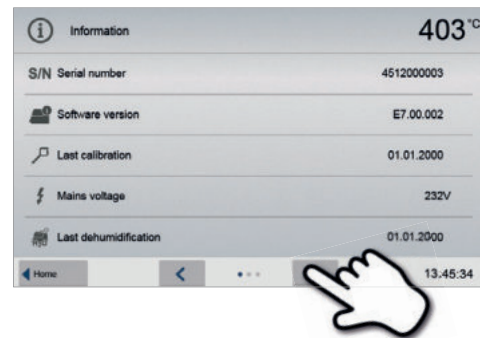 Information 403 °C
S/N Serial number 4512000003
Software version E7.00.002
Last calibration 01.01.2000
Mains voltage 232V
Last dehumidification 01.01.2000
Home 13.45.34